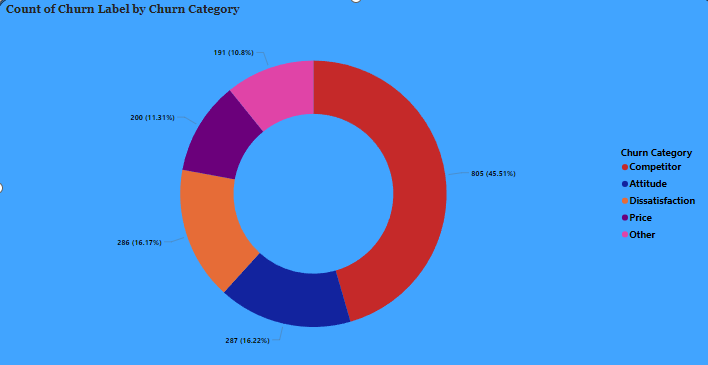 Count of Churn Label by Churn Category
191 (10.8%)
200 (11.31%)
286 (16.17%)
287 (16.22%)
805 (45.51%)
Churn Category
Competitor
Attitude
Dissatisfaction
Price
Other